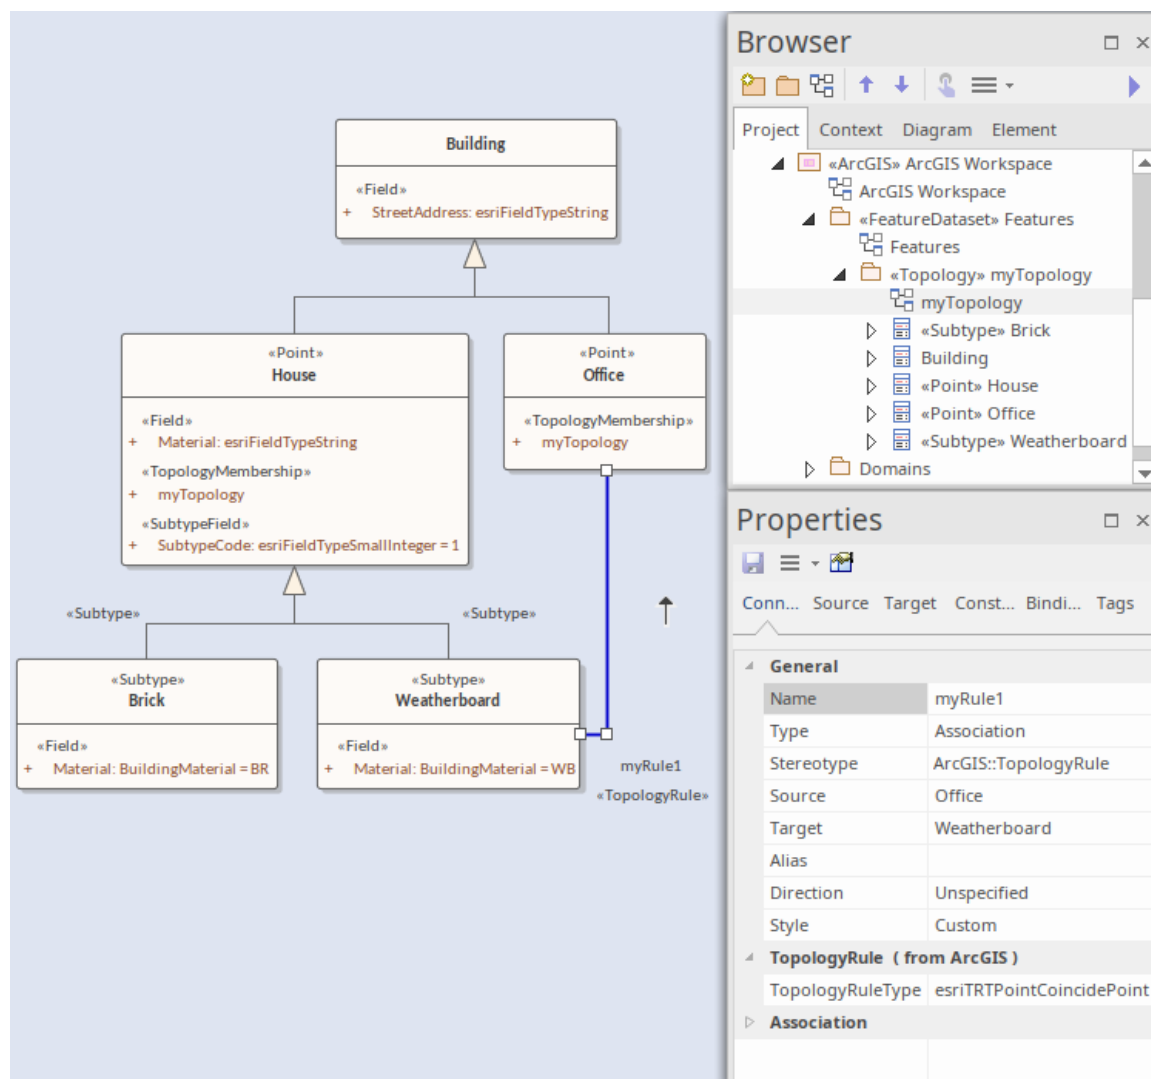 Building
«Field»
+ StreetAddress: esriFieldTypeString
«Point»
House
«Field»
+ Material: esriFieldTypeString
«TopologyMembership»
+ myTopology
«SubtypeField»
+ SubtypeCode: esriFieldTypeSmallInteger = 1
«Point»
Office
«TopologyMembership»
+ myTopology
«Subtype»
«Subtype»
«Subtype»
Brick
«Field»
+ Material: BuildingMaterial = BR
«Subtype»
Weatherboard
«Field»
+ Material: BuildingMaterial = WB
myRule1
«TopologyRule»
Browser
Project Context Diagram Element
«ArcGIS» ArcGIS Workspace
ArcGIS Workspace
«FeatureDataset» Features
Features
«Topology» myTopology
myTopology
«Subtype» Brick
Building
«Point» House
«Point» Office
«Subtype» Weatherboard
Domains
Properties
Conn... Source Target Const... Bindi... Tags
General
Name myRule1
Type Association
Stereotype ArcGIS::TopologyRule
Source Office
Target Weatherboard
Alias
Direction Unspecified
Style Custom
TopologyRule ( from ArcGIS )
TopologyRuleType esriTRTPointCoincidePoint
Association